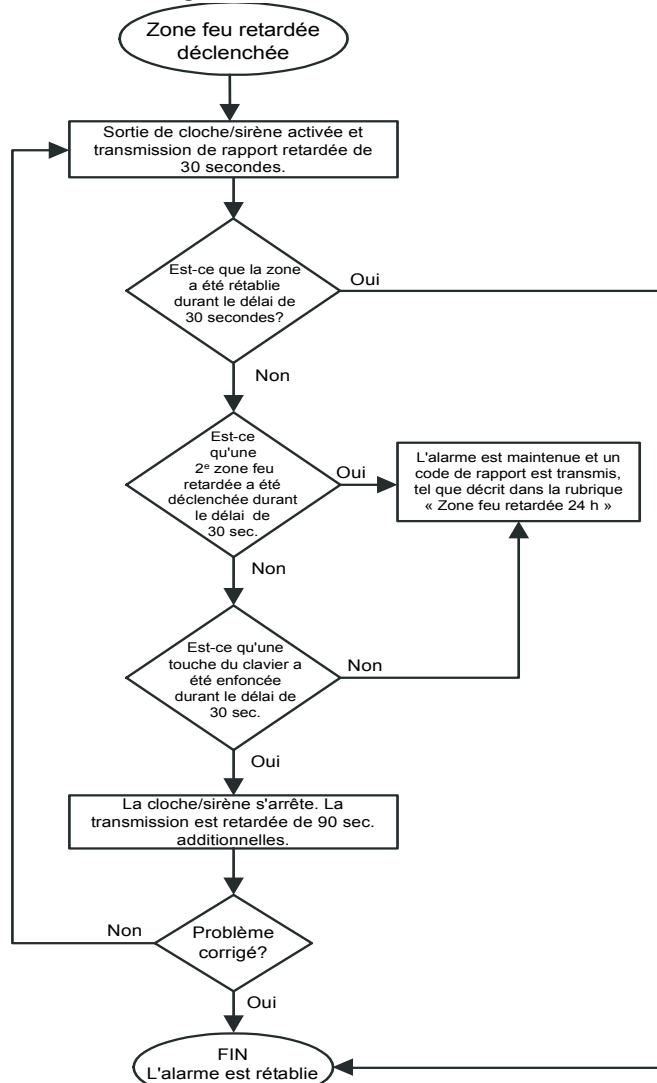 Zone feu retardée
déclenchée
Sortie de cloche/sirène activée et
transmission de rapport retardée de
30 secondes.
Est-ce que la zone
a été rétablie
durant le délai de
30 secondes?
Oui
Non
Est-ce
qu'une
2e zone feu
retardée a été
déclenchée durant
le délai de
30 sec.
Oui
L'alarme est maintenue et un
code de rapport est transmis,
tel que décrit dans la rubrique
« Zone feu retardée 24 h »
Non
Est-ce qu'une
touche du clavier a
été enfoncée
durant le délai de
30 sec.
Non
Oui
La cloche/sirène s'arrête. La
transmission est retardée de 90 sec.
additionnelles.
Non
Problème
corrigé?
Oui
FIN
L'alarme est rétablie